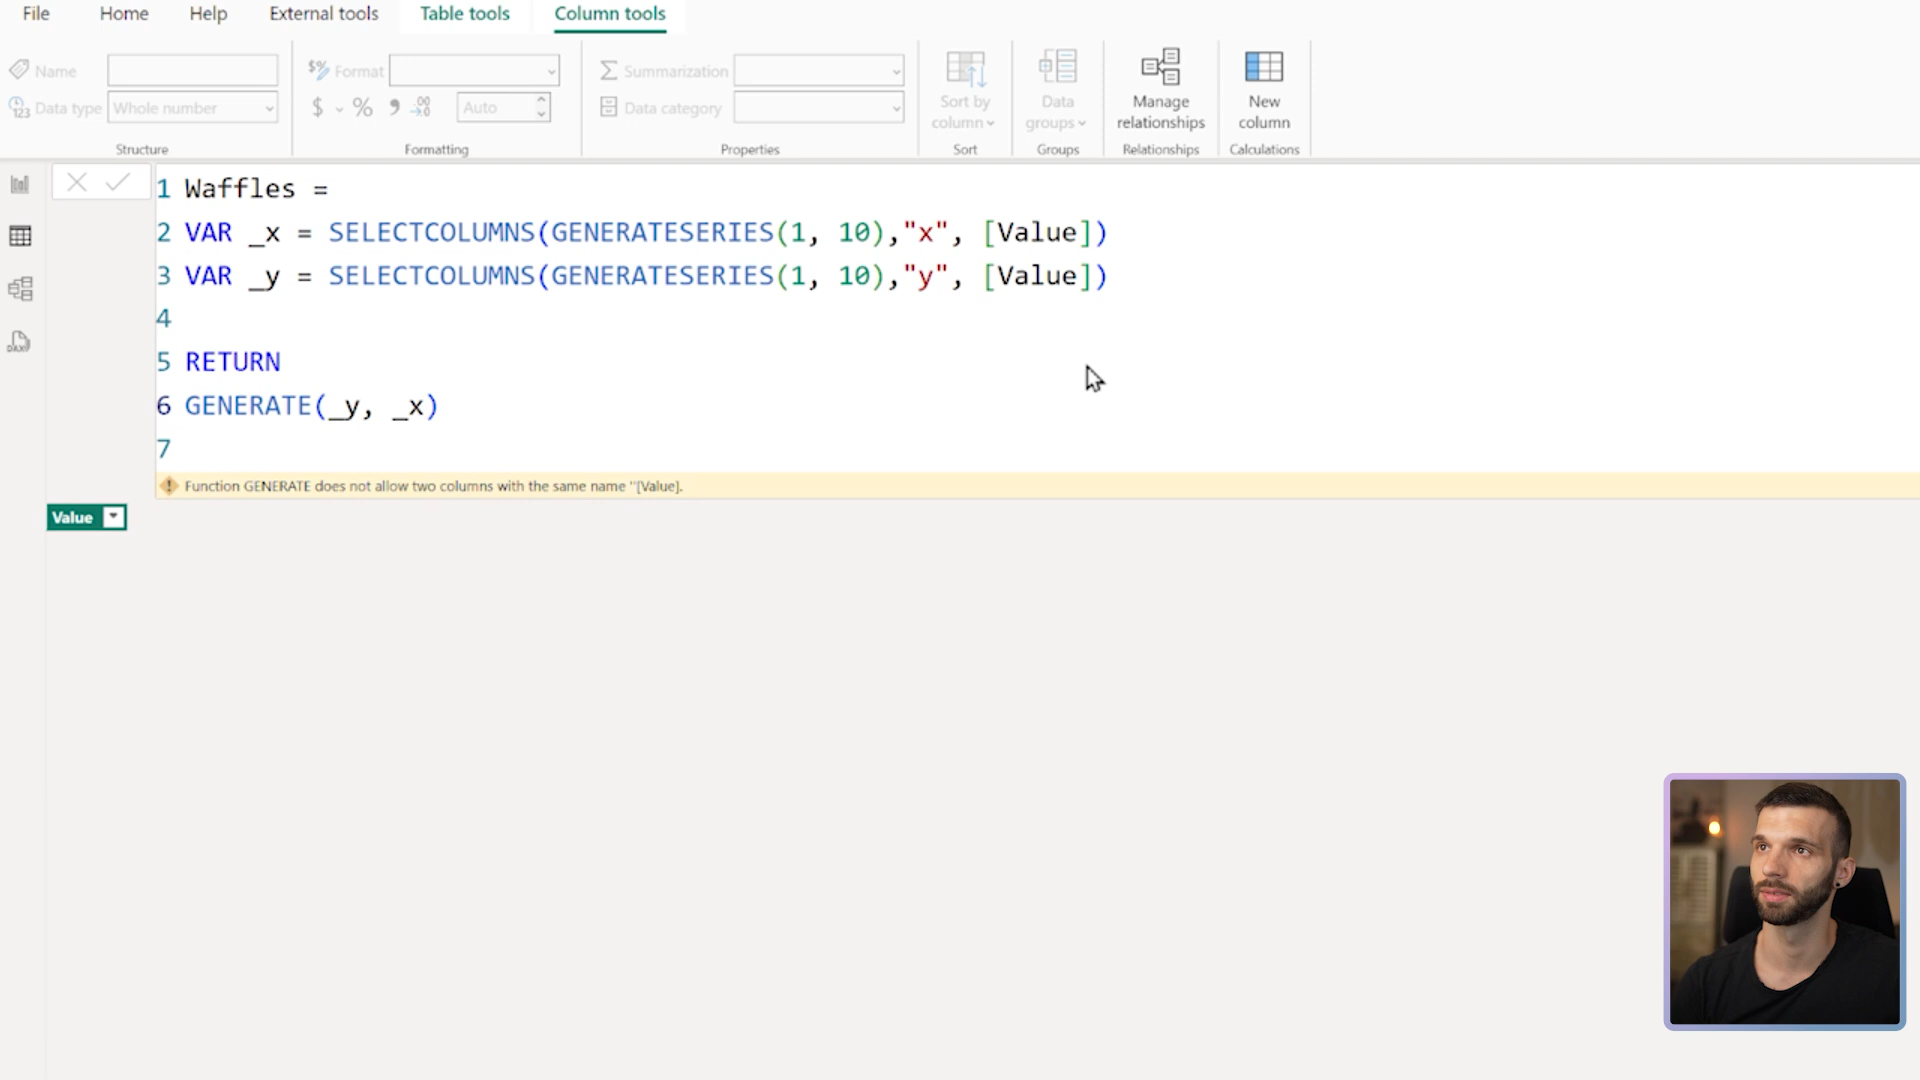 File Home Help External tools Table tools Column tools
Name Format Summarization Sort by column Data groups Manage relationships New column
Data type Whole number $ % 9 .00 Auto Data category
Structure Formatting Properties Sort Groups Relationships Calculations
1 Waffles =
2 VAR _x = SELECTCOLUMNS(GENERATESERIES(1, 10),"x", [Value])
3 VAR _y = SELECTCOLUMNS(GENERATESERIES(1, 10),"y", [Value])
4
5 RETURN
6 GENERATE(_y, _x)
7
Function GENERATE does not allow two columns with the same name ''[Value].
Value